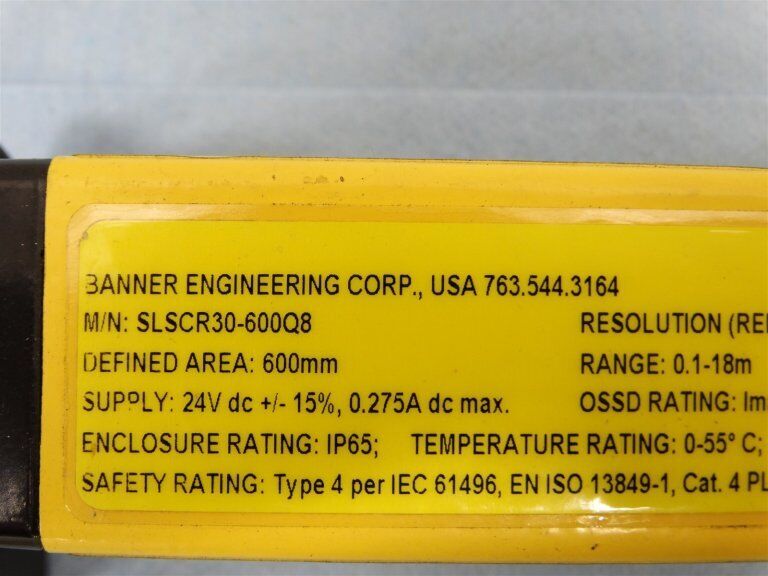 BANNER ENGINEERING CORP., USA 763.544.3164
M/N: SLSCR30-600Q8 RESOLUTION (RE
DEFINED AREA: 600mm RANGE: 0.1-18m
SUPPLY: 24V dc +/- 15%, 0.275A dc max. OSSD RATING: Im
ENCLOSURE RATING: IP65; TEMPERATURE RATING: 0-55° C;
SAFETY RATING: Type 4 per IEC 61496, EN ISO 13849-1, Cat. 4 PL